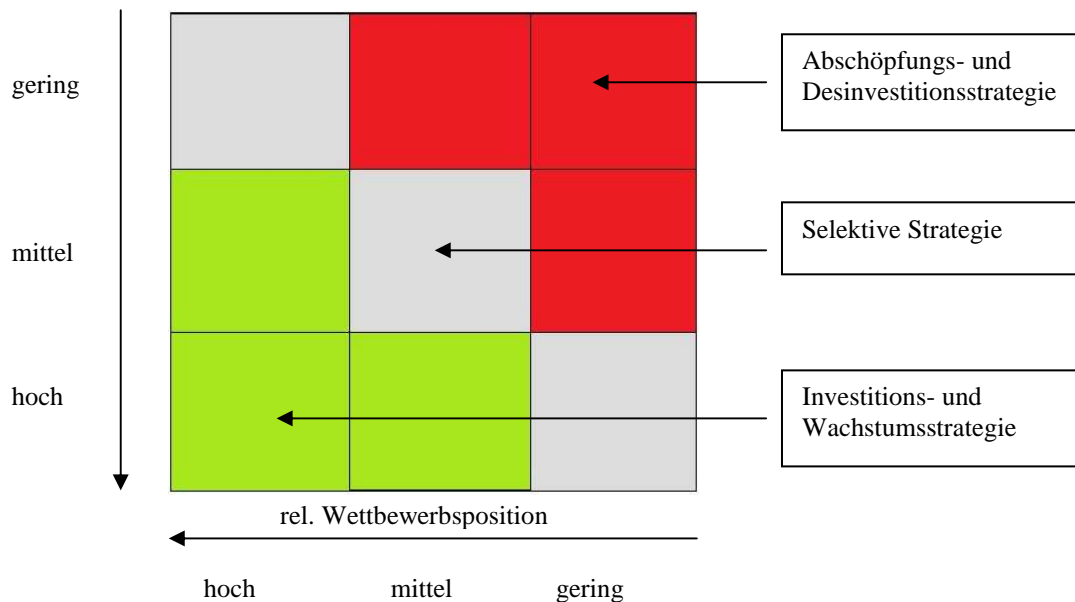 gering
Abschöpfungs- und
Desinvestitionsstrategie
mittel
Selektive Strategie
hoch
Investitions- und
Wachstumsstrategie
rel. Wettbewerbsposition
hoch mittel gering